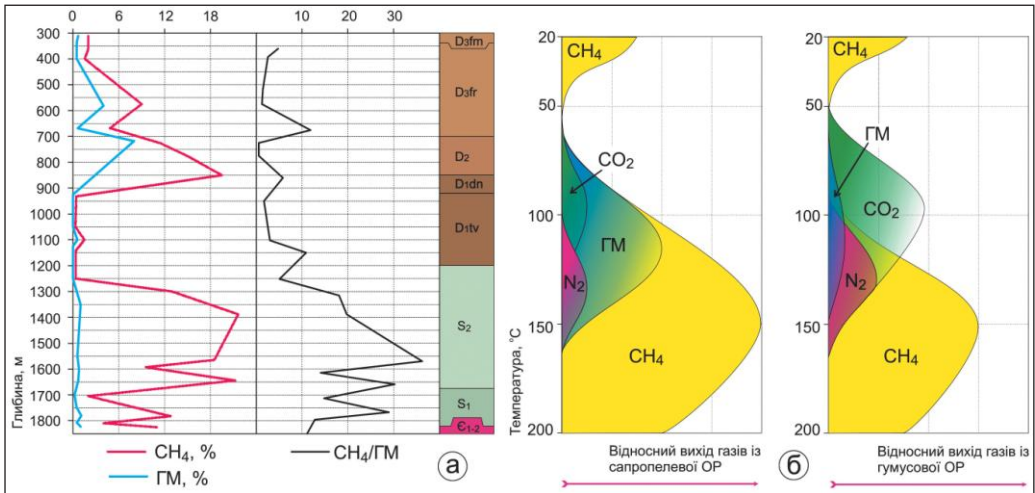 0 6 12 18
0 10 20 30
300
400
500
600
700
800
900
1000
1100
1200
1300
1400
1500
1600
1700
1800
Глибина, м
D₃fm
D₃fr
D₂
D₁dn
D₁tv
S₂
S₁
Є₁₋₂
CH₄, %
ГМ, %
CH₄/ГМ
а
20
50
100
150
200
Температура, °C
CH₄
CO₂
ГМ
N₂
CH₄
Відносний вихід газів із
сапропелевої ОР
б
20
50
100
150
200
CH₄
ГМ
CO₂
N₂
CH₄
Відносний вихід газів із
гумусової ОР